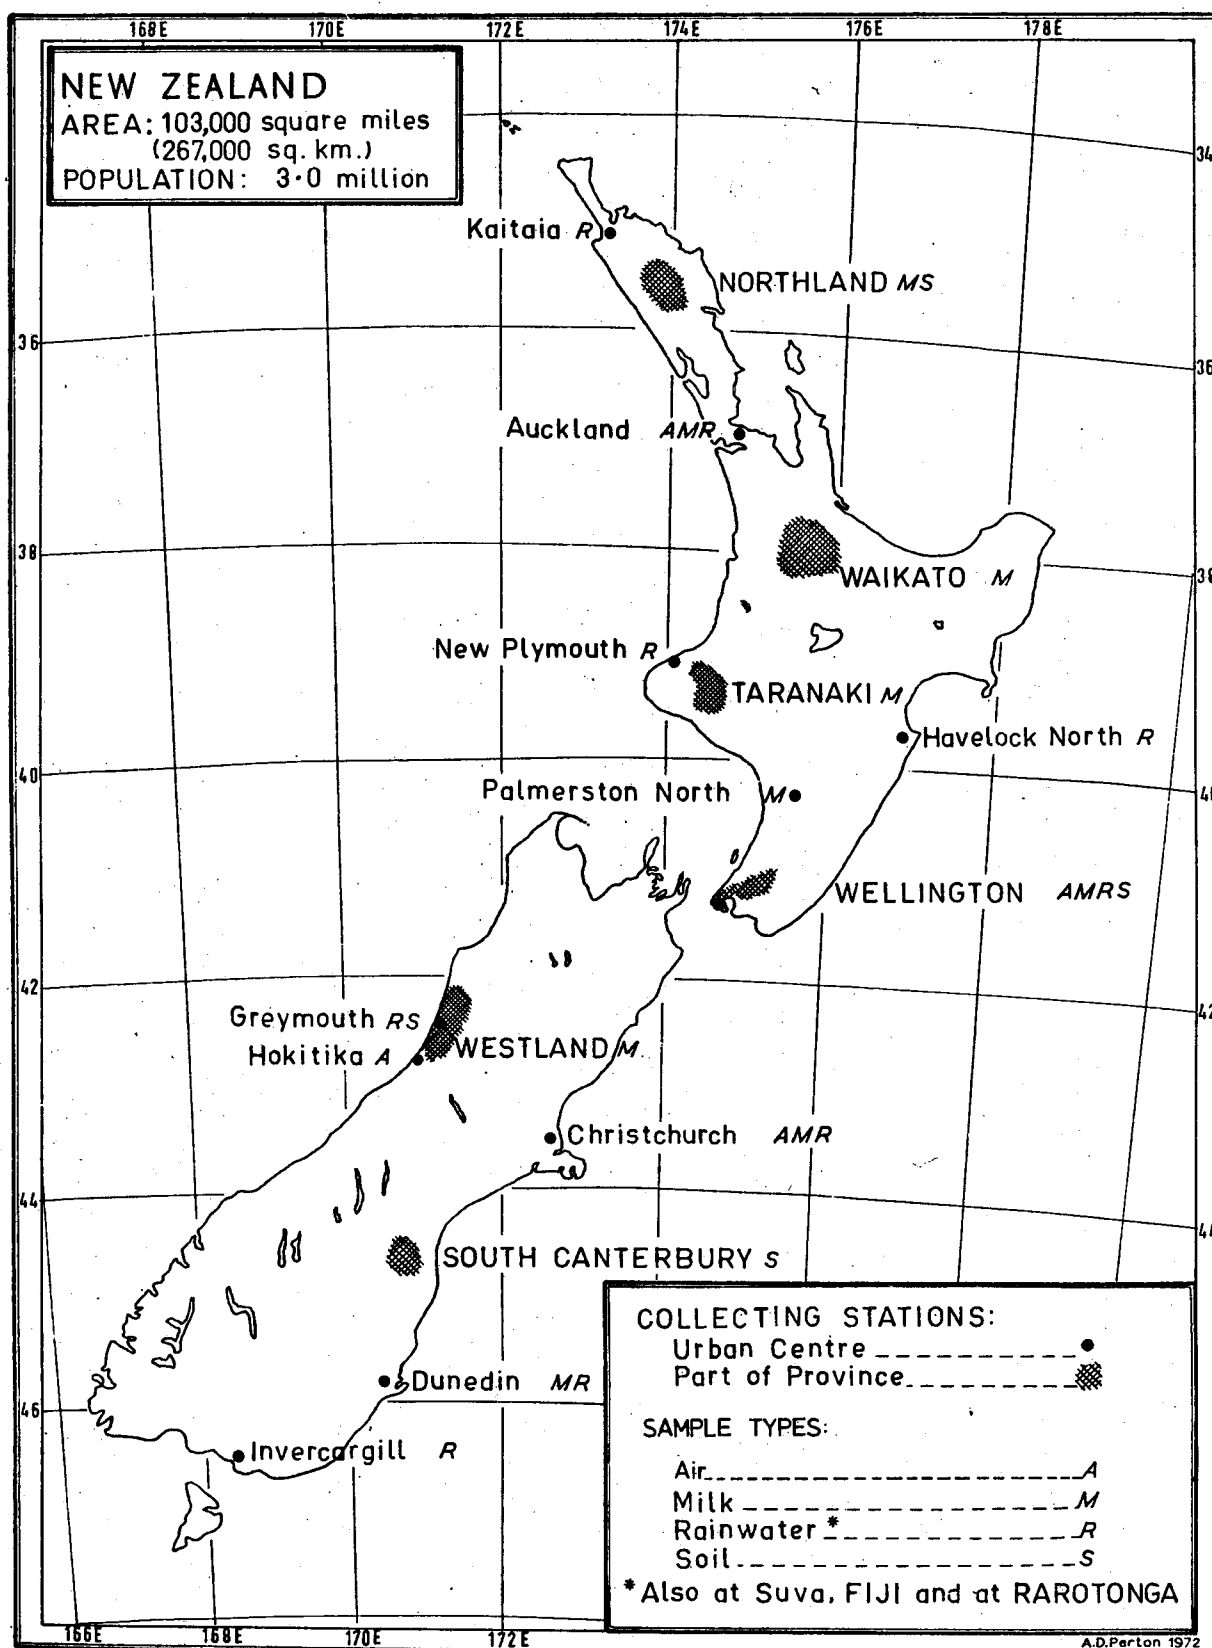 168E 170E 172E 174E 176E 178E
NEW ZEALAND
AREA: 103,000 square miles
(267,000 sq. km.)
POPULATION: 3·0 million
34
Kaitaia R
NORTHLAND MS
36
36
Auckland AMR
38
38
WAIKATO M
New Plymouth R
TARANAKI M
Havelock North R
40
Palmerston North M
WELLINGTON AMRS
42
42
Greymouth RS
Hokitika A
WESTLAND M
Christchurch AMR
44
SOUTH CANTERBURY S
Dunedin MR
46
Invercargill R
COLLECTING STATIONS:
Urban Centre
Part of Province
SAMPLE TYPES:
Air A
Milk M
Rainwater * R
Soil S
*Also at Suva, FIJI and at RAROTONGA
166E 168E 170E 172E
A.D.Parton 1972